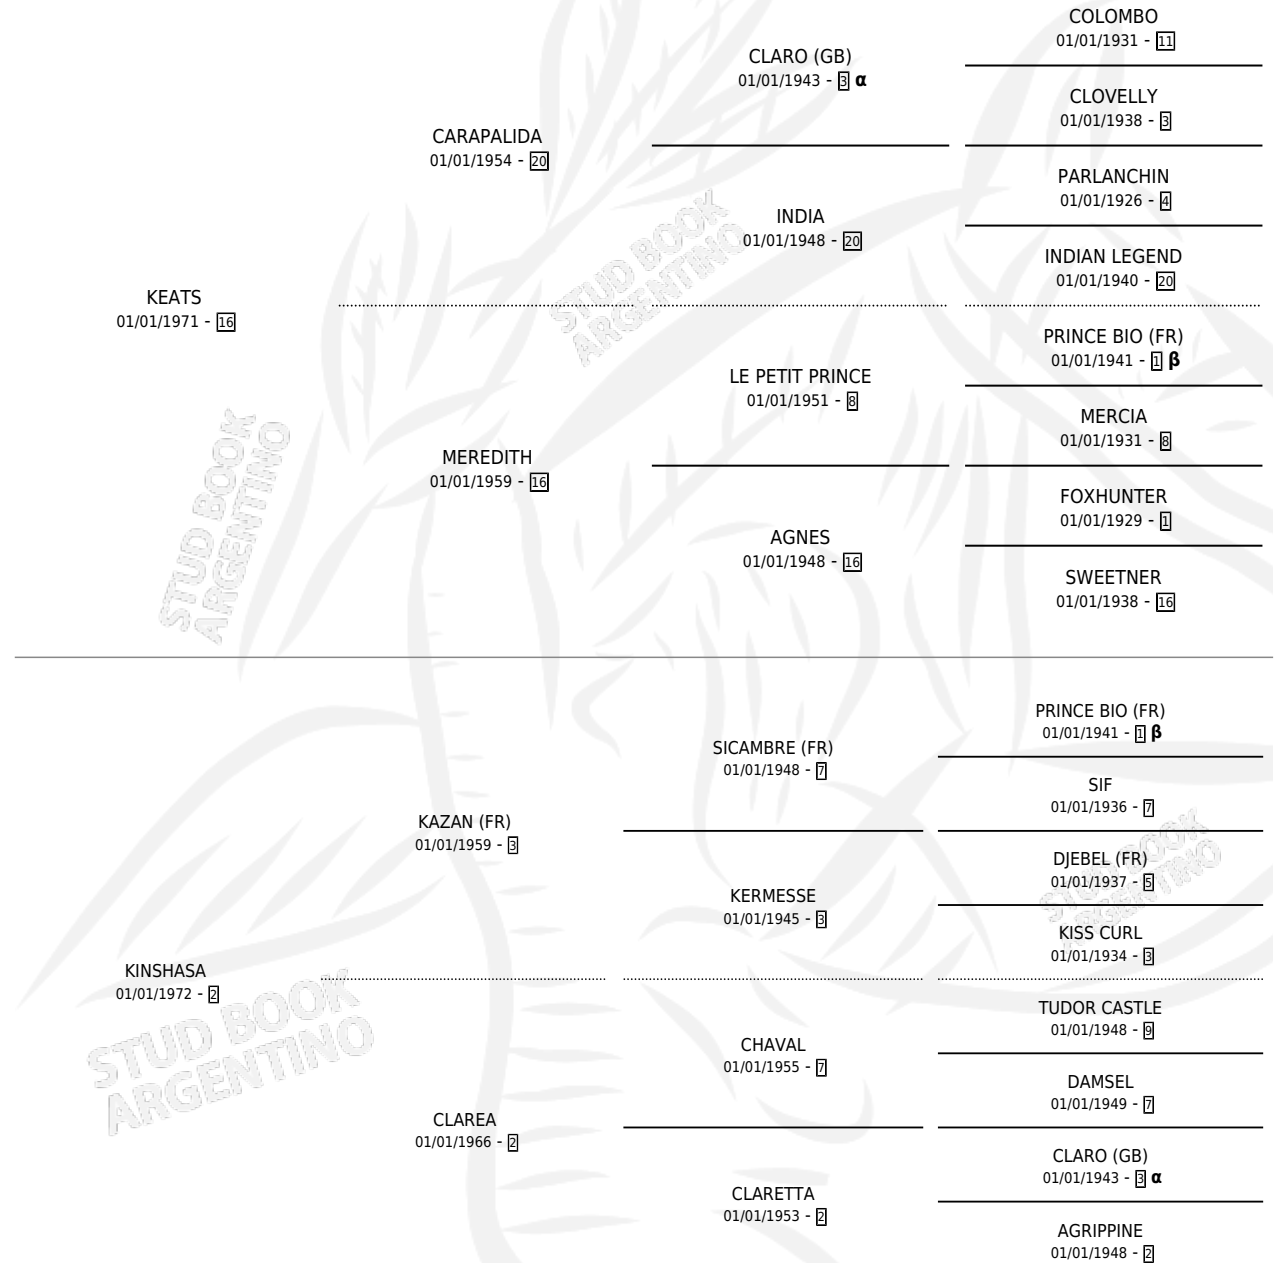 COLOMBO
01/01/1931 - 11
CLARO (GB)
01/01/1943 - 3 α
CLOVELLY
01/01/1938 - 3
CARAPALIDA
01/01/1954 - 20
PARLANCHIN
01/01/1926 - 4
INDIA
01/01/1948 - 20
INDIAN LEGEND
01/01/1940 - 20
KEATS
01/01/1971 - 16
PRINCE BIO (FR)
01/01/1941 - 1 β
LE PETIT PRINCE
01/01/1951 - 8
MERCIA
01/01/1931 - 8
MEREDITH
01/01/1959 - 16
FOXHUNTER
01/01/1929 - 1
AGNES
01/01/1948 - 16
SWEETNER
01/01/1938 - 16
PRINCE BIO (FR)
01/01/1941 - 1 β
SICAMBRE (FR)
01/01/1948 - 7
SIF
01/01/1936 - 7
KAZAN (FR)
01/01/1959 - 3
DJEBEL (FR)
01/01/1937 - 5
KERMESSE
01/01/1945 - 3
KISS CURL
01/01/1934 - 3
KINSHASA
01/01/1972 - 2
TUDOR CASTLE
01/01/1948 - 9
CHAVAL
01/01/1955 - 7
DAMSEL
01/01/1949 - 7
CLAREA
01/01/1966 - 2
CLARO (GB)
01/01/1943 - 3 α
CLARETTA
01/01/1953 - 2
AGRIPPINE
01/01/1948 - 2
STUD BOOK
ARGENTINO
STUD BOOK
ARGENTINO
STUD BOOK
ARGENTINO
STUD BOOK
ARGENTINO